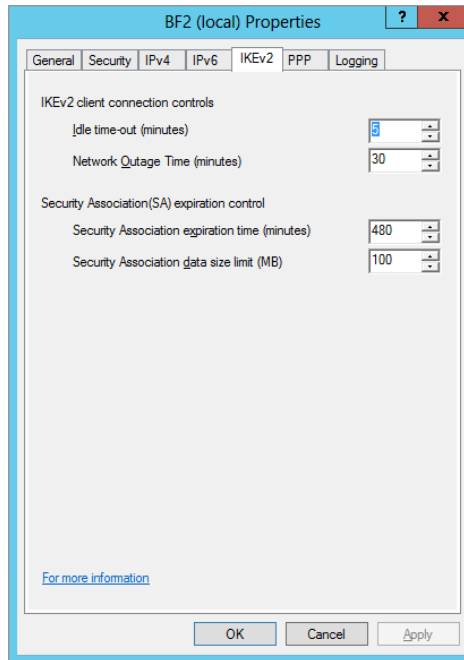 BF2 (local) Properties ? x
General Security IPv4 IPv6 IKEv2 PPP Logging
IKEv2 client connection controls
Idle time-out (minutes) 5
Network Outage Time (minutes) 30
Security Association(SA) expiration control
Security Association expiration time (minutes) 480
Security Association data size limit (MB) 100
For more information
OK Cancel Apply